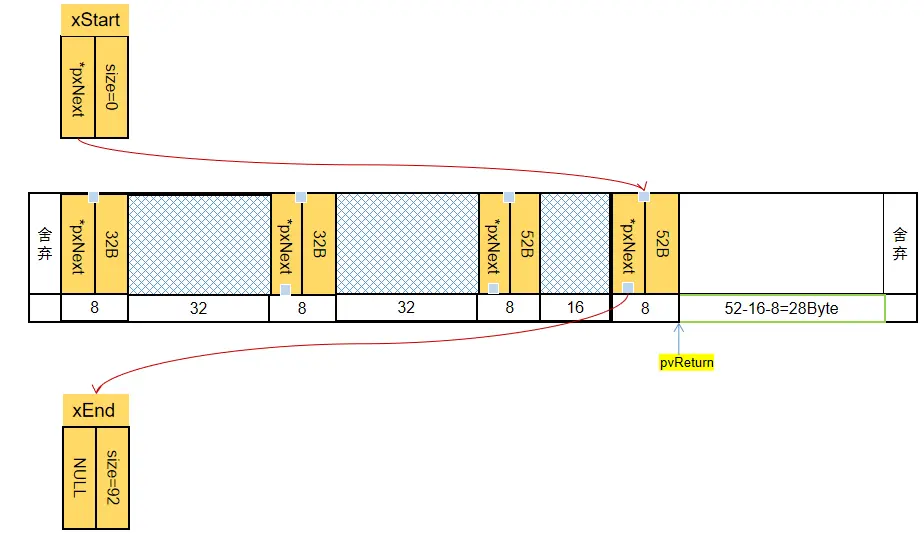 xStart
*pxNext
size=0
舍
弃
*pxNext
32B
*pxNext
32B
*pxNext
52B
*pxNext
52B
舍
弃
8
32
8
32
8
16
8
52-16-8=28Byte
pvReturn
xEnd
NULL
size=92